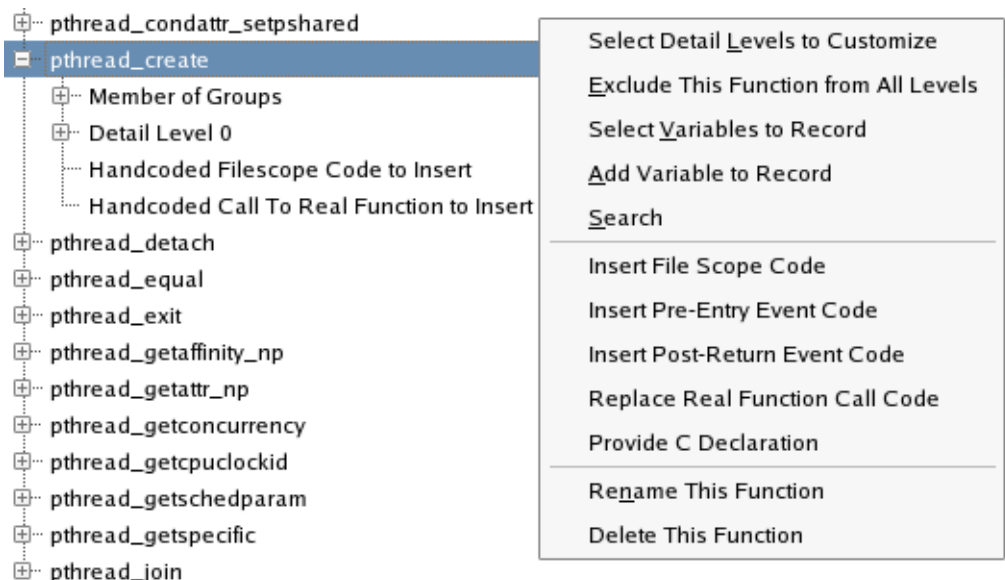 pthread_condattr_setpshared
pthread_create
Member of Groups
Detail Level 0
Handcoded Filescope Code to Insert
Handcoded Call To Real Function to Insert
pthread_detach
pthread_equal
pthread_exit
pthread_getaffinity_np
pthread_getattr_np
pthread_getconcurrency
pthread_getcpuclockid
pthread_getschedparam
pthread_getspecific
pthread_join
Select Detail Levels to Customize
Exclude This Function from All Levels
Select Variables to Record
Add Variable to Record
Search
Insert File Scope Code
Insert Pre-Entry Event Code
Insert Post-Return Event Code
Replace Real Function Call Code
Provide C Declaration
Rename This Function
Delete This Function